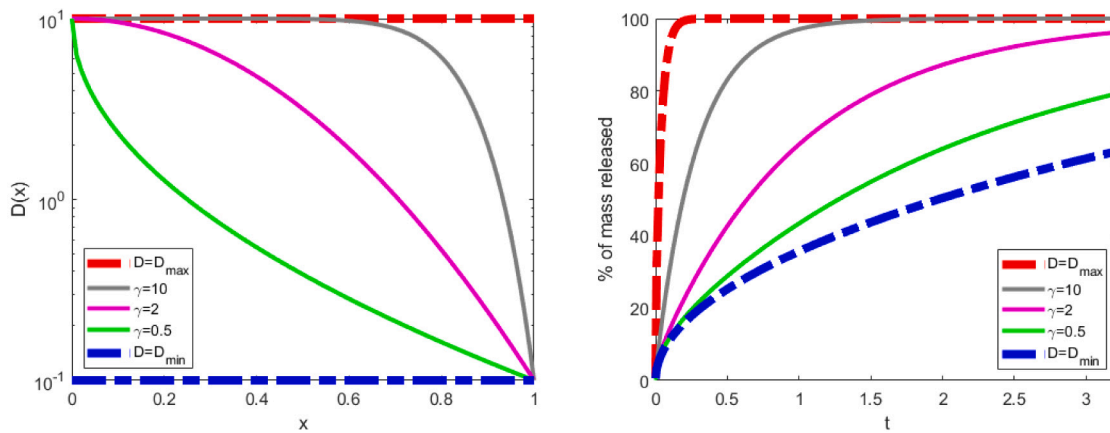 10^1
10^0
10^-1
D(x)
0
0.2
0.4
0.6
0.8
1
x
D=D_max
γ=10
γ=2
γ=0.5
D=D_min
100
80
60
40
20
0
% of mass released
0
0.5
1
1.5
2
2.5
3
t
D=D_max
γ=10
γ=2
γ=0.5
D=D_min